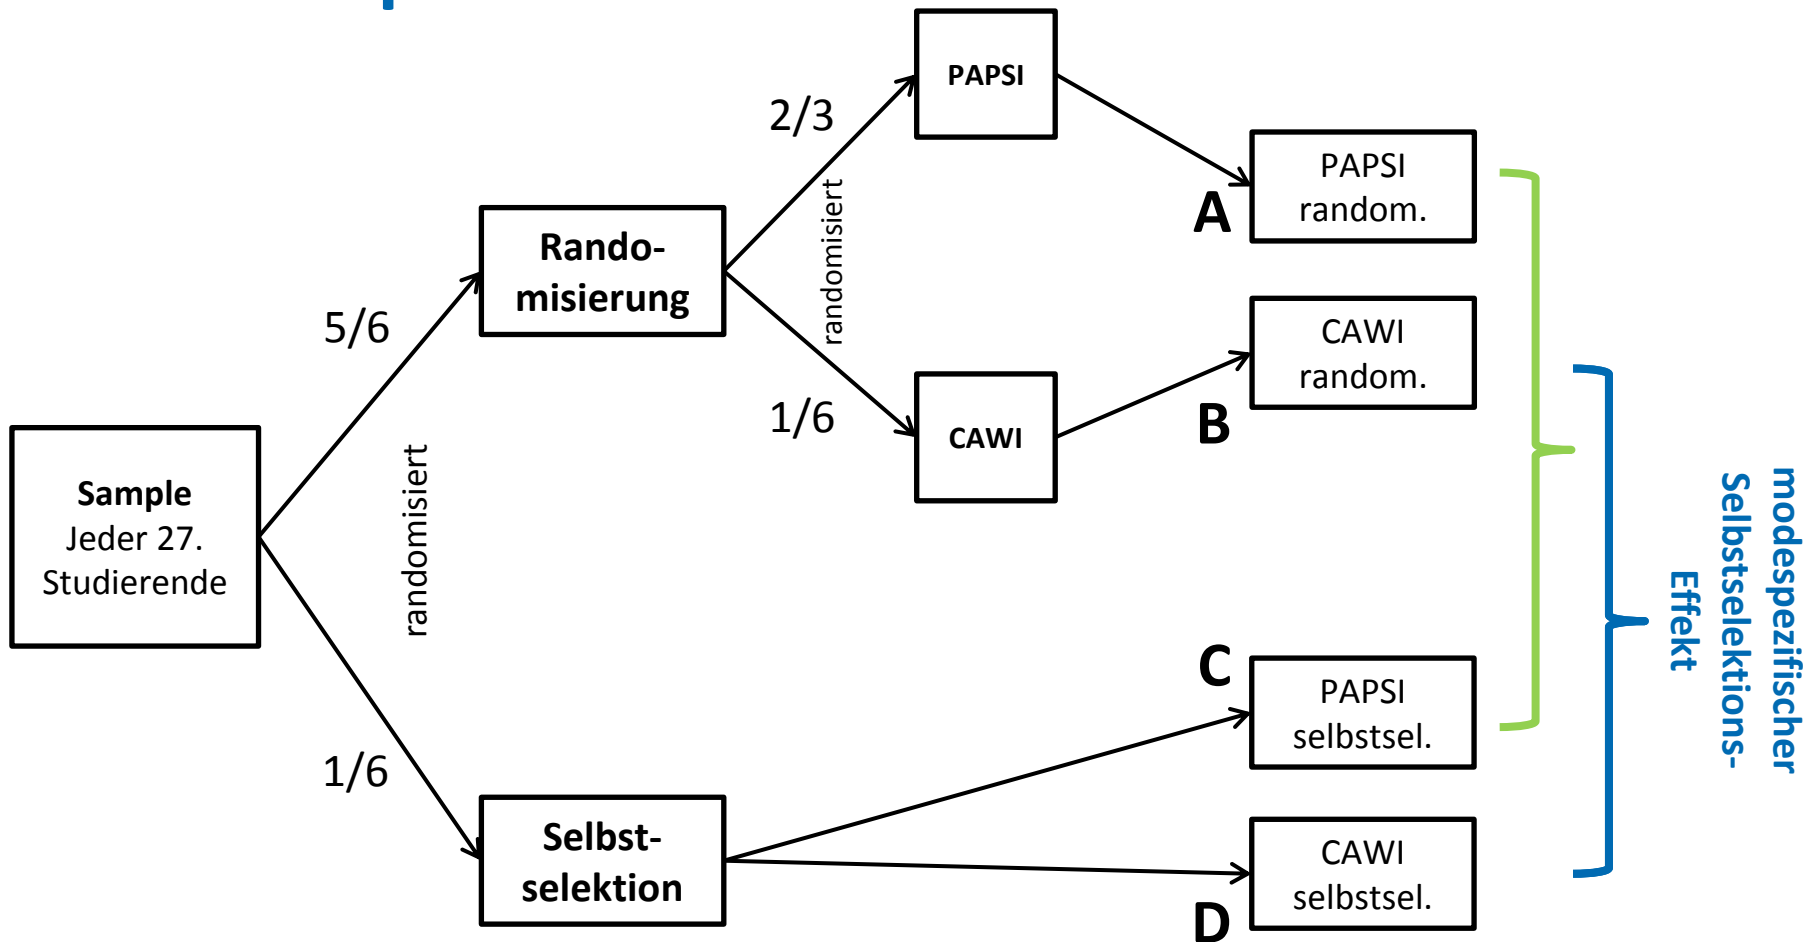 PAPSI
2/3
randomisiert
PAPSI
random.
A
Rando-
misierung
5/6
CAWI
random.
B
1/6
CAWI
Sample
Jeder 27.
Studierende
randomisiert
modespezifischer
Selbstselektions-
Effekt
C
PAPSI
selbstsel.
1/6
Selbst-
selektion
CAWI
selbstsel.
D